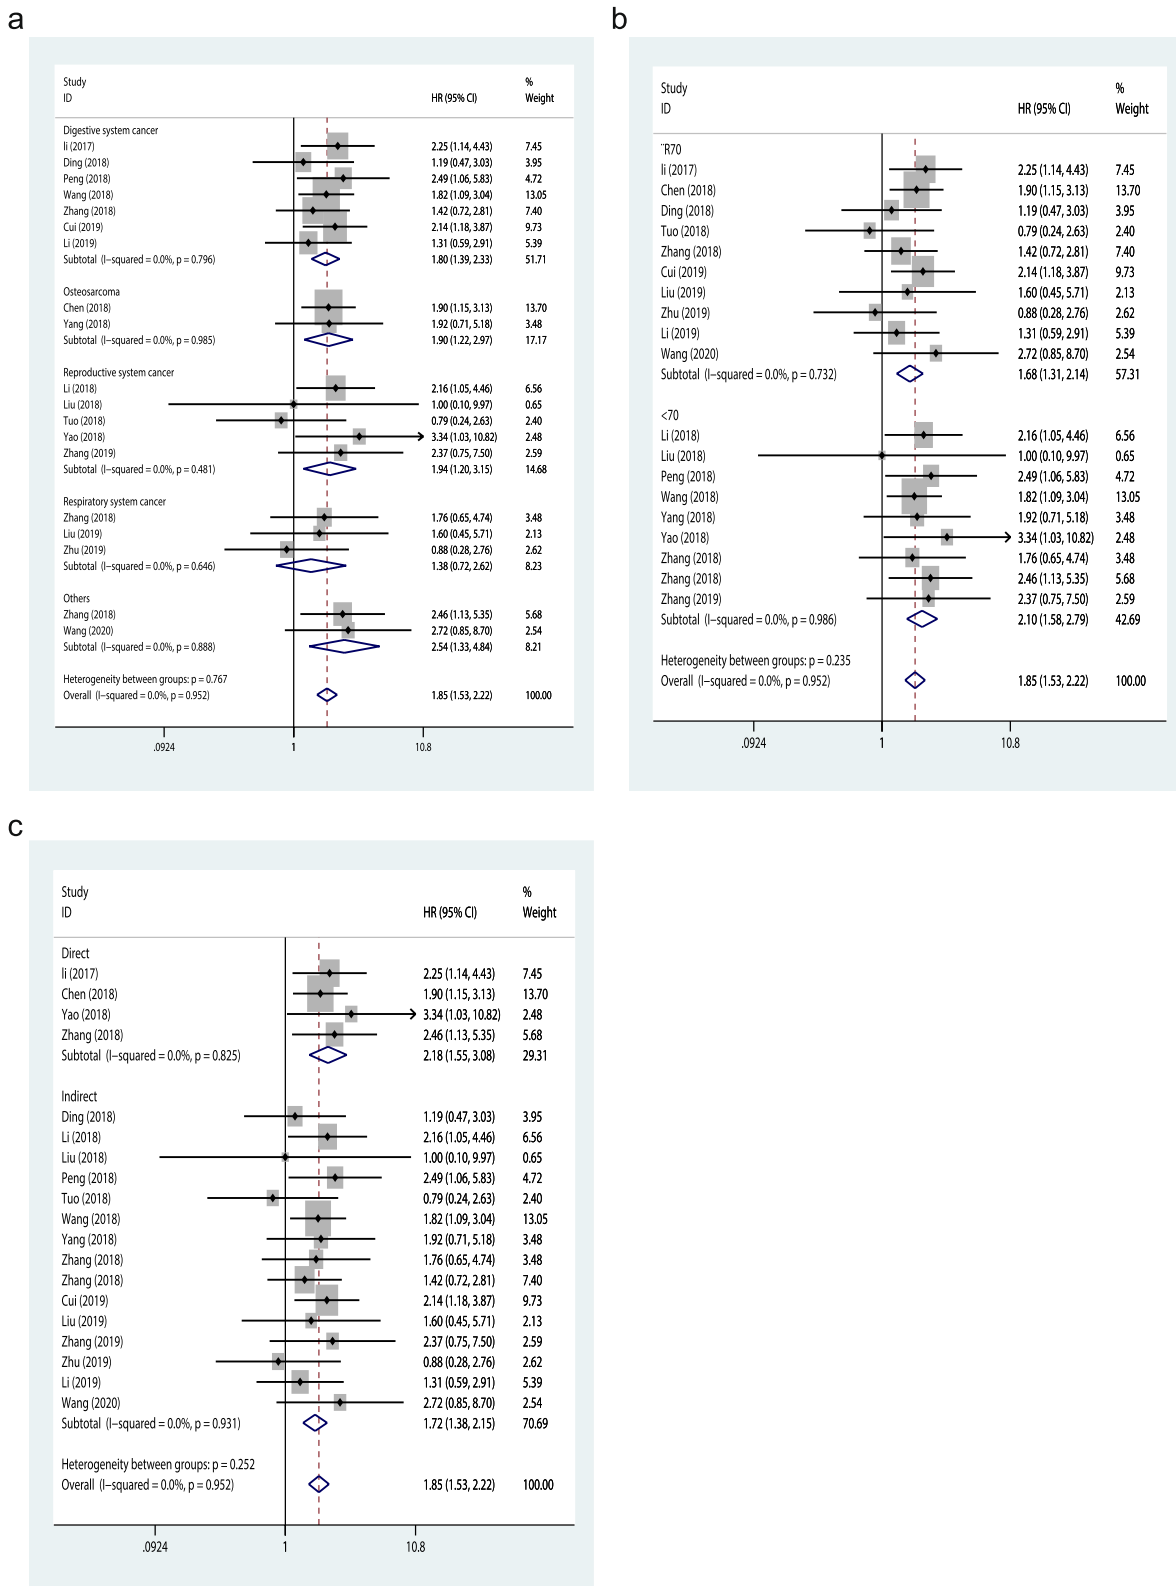 a
Study %
ID HR (95% CI) Weight
Digestive system cancer
li (2017) 2.25 (1.14, 4.43) 7.45
Ding (2018) 1.19 (0.47, 3.03) 3.95
Peng (2018) 2.49 (1.06, 5.83) 4.72
Wang (2018) 1.82 (1.09, 3.04) 13.05
Zhang (2018) 1.42 (0.72, 2.81) 7.40
Cui (2019) 2.14 (1.18, 3.87) 9.73
Li (2019) 1.31 (0.59, 2.91) 5.39
Subtotal (I−squared = 0.0%, p = 0.796) 1.80 (1.39, 2.33) 51.71
Osteosarcoma
Chen (2018) 1.90 (1.15, 3.13) 13.70
Yang (2018) 1.92 (0.71, 5.18) 3.48
Subtotal (I−squared = 0.0%, p = 0.985) 1.90 (1.22, 2.97) 17.17
Reproductive system cancer
Li (2018) 2.16 (1.05, 4.46) 6.56
Liu (2018) 1.00 (0.10, 9.97) 0.65
Tuo (2018) 0.79 (0.24, 2.63) 2.40
Yao (2018) 3.34 (1.03, 10.82) 2.48
Zhang (2019) 2.37 (0.75, 7.50) 2.59
Subtotal (I−squared = 0.0%, p = 0.481) 1.94 (1.20, 3.15) 14.68
Respiratory system cancer
Zhang (2018) 1.76 (0.65, 4.74) 3.48
Liu (2019) 1.60 (0.45, 5.71) 2.13
Zhu (2019) 0.88 (0.28, 2.76) 2.62
Subtotal (I−squared = 0.0%, p = 0.646) 1.38 (0.72, 2.62) 8.23
Others
Zhang (2018) 2.46 (1.13, 5.35) 5.68
Wang (2020) 2.72 (0.85, 8.70) 2.54
Subtotal (I−squared = 0.0%, p = 0.888) 2.54 (1.33, 4.84) 8.21
Heterogeneity between groups: p = 0.767
Overall (I−squared = 0.0%, p = 0.952) 1.85 (1.53, 2.22) 100.00
.0924 1 10.8
b
Study %
ID HR (95% CI) Weight
¨R70
li (2017) 2.25 (1.14, 4.43) 7.45
Chen (2018) 1.90 (1.15, 3.13) 13.70
Ding (2018) 1.19 (0.47, 3.03) 3.95
Tuo (2018) 0.79 (0.24, 2.63) 2.40
Zhang (2018) 1.42 (0.72, 2.81) 7.40
Cui (2019) 2.14 (1.18, 3.87) 9.73
Liu (2019) 1.60 (0.45, 5.71) 2.13
Zhu (2019) 0.88 (0.28, 2.76) 2.62
Li (2019) 1.31 (0.59, 2.91) 5.39
Wang (2020) 2.72 (0.85, 8.70) 2.54
Subtotal (I−squared = 0.0%, p = 0.732) 1.68 (1.31, 2.14) 57.31
<70
Li (2018) 2.16 (1.05, 4.46) 6.56
Liu (2018) 1.00 (0.10, 9.97) 0.65
Peng (2018) 2.49 (1.06, 5.83) 4.72
Wang (2018) 1.82 (1.09, 3.04) 13.05
Yang (2018) 1.92 (0.71, 5.18) 3.48
Yao (2018) 3.34 (1.03, 10.82) 2.48
Zhang (2018) 1.76 (0.65, 4.74) 3.48
Zhang (2018) 2.46 (1.13, 5.35) 5.68
Zhang (2019) 2.37 (0.75, 7.50) 2.59
Subtotal (I−squared = 0.0%, p = 0.986) 2.10 (1.58, 2.79) 42.69
Heterogeneity between groups: p = 0.235
Overall (I−squared = 0.0%, p = 0.952) 1.85 (1.53, 2.22) 100.00
.0924 1 10.8
c
Study %
ID HR (95% CI) Weight
Direct
li (2017) 2.25 (1.14, 4.43) 7.45
Chen (2018) 1.90 (1.15, 3.13) 13.70
Yao (2018) 3.34 (1.03, 10.82) 2.48
Zhang (2018) 2.46 (1.13, 5.35) 5.68
Subtotal (I−squared = 0.0%, p = 0.825) 2.18 (1.55, 3.08) 29.31
Indirect
Ding (2018) 1.19 (0.47, 3.03) 3.95
Li (2018) 2.16 (1.05, 4.46) 6.56
Liu (2018) 1.00 (0.10, 9.97) 0.65
Peng (2018) 2.49 (1.06, 5.83) 4.72
Tuo (2018) 0.79 (0.24, 2.63) 2.40
Wang (2018) 1.82 (1.09, 3.04) 13.05
Yang (2018) 1.92 (0.71, 5.18) 3.48
Zhang (2018) 1.76 (0.65, 4.74) 3.48
Zhang (2018) 1.42 (0.72, 2.81) 7.40
Cui (2019) 2.14 (1.18, 3.87) 9.73
Liu (2019) 1.60 (0.45, 5.71) 2.13
Zhang (2019) 2.37 (0.75, 7.50) 2.59
Zhu (2019) 0.88 (0.28, 2.76) 2.62
Li (2019) 1.31 (0.59, 2.91) 5.39
Wang (2020) 2.72 (0.85, 8.70) 2.54
Subtotal (I−squared = 0.0%, p = 0.931) 1.72 (1.38, 2.15) 70.69
Heterogeneity between groups: p = 0.252
Overall (I−squared = 0.0%, p = 0.952) 1.85 (1.53, 2.22) 100.00
.0924 1 10.8